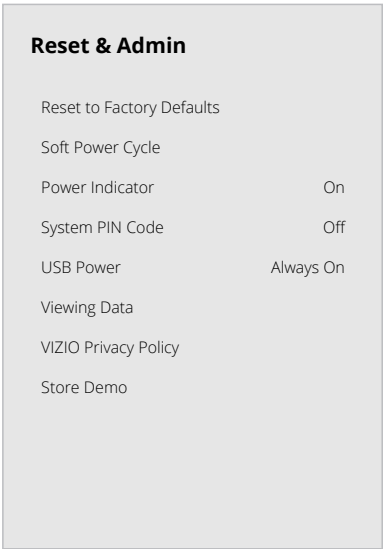 Reset & Admin
Reset to Factory Defaults
Soft Power Cycle
Power Indicator On
System PIN Code Off
USB Power Always On
Viewing Data
VIZIO Privacy Policy
Store Demo